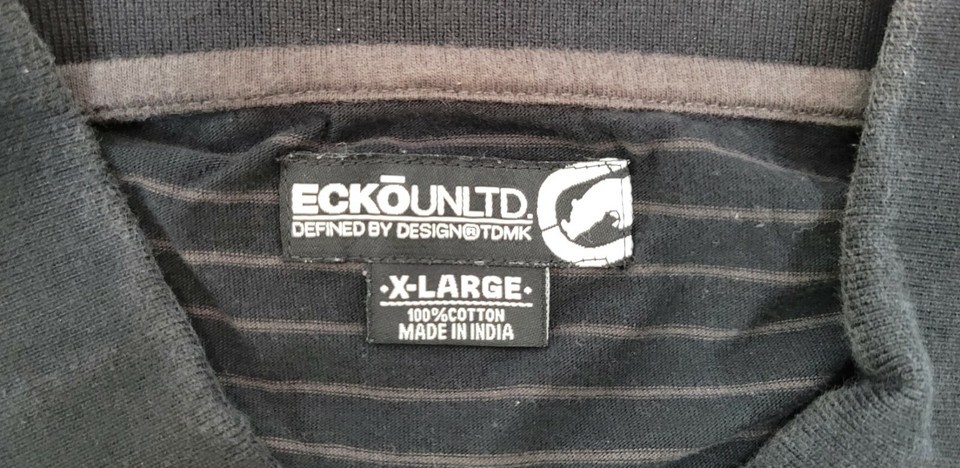 ECKŌUNLTD.
DEFINED BY DESIGN®TDMK
·X-LARGE·
100%COTTON
MADE IN INDIA